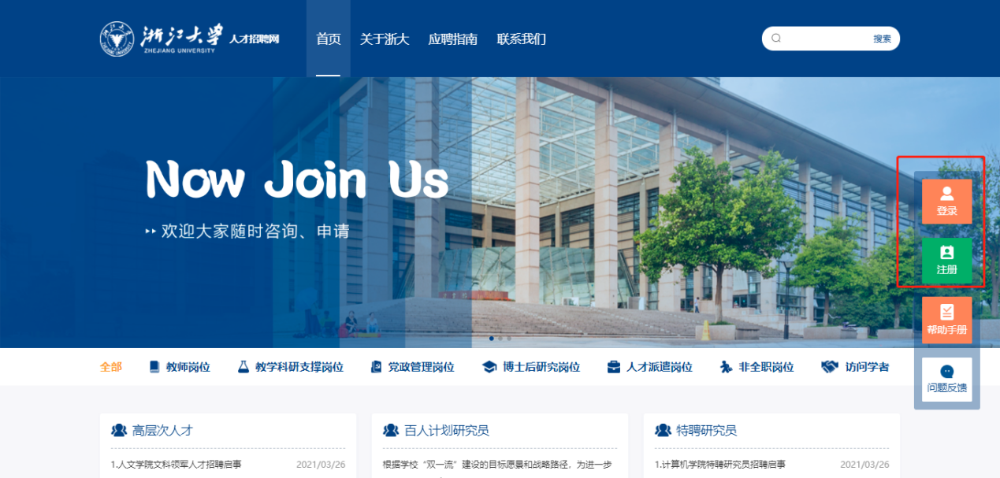 浙江大学
ZHEJIANG UNIVERSITY
人才招聘网
首页 关于浙大 应聘指南 联系我们
搜索
Now Join Us
欢迎大家随时咨询、申请
登录
注册
帮助手册
问题反馈
全部 教师岗位 教学科研支撑岗位 党政管理岗位 博士后研究岗位 人才派遣岗位 非全职岗位 访问学者
高层次人才
1.人文学院文科领军人才招聘启事 2021/03/26
百人计划研究员
根据学校“双一流”建设的目标愿景和战略路径，为进一步
特聘研究员
1.计算机学院特聘研究员招聘启事 2021/03/26